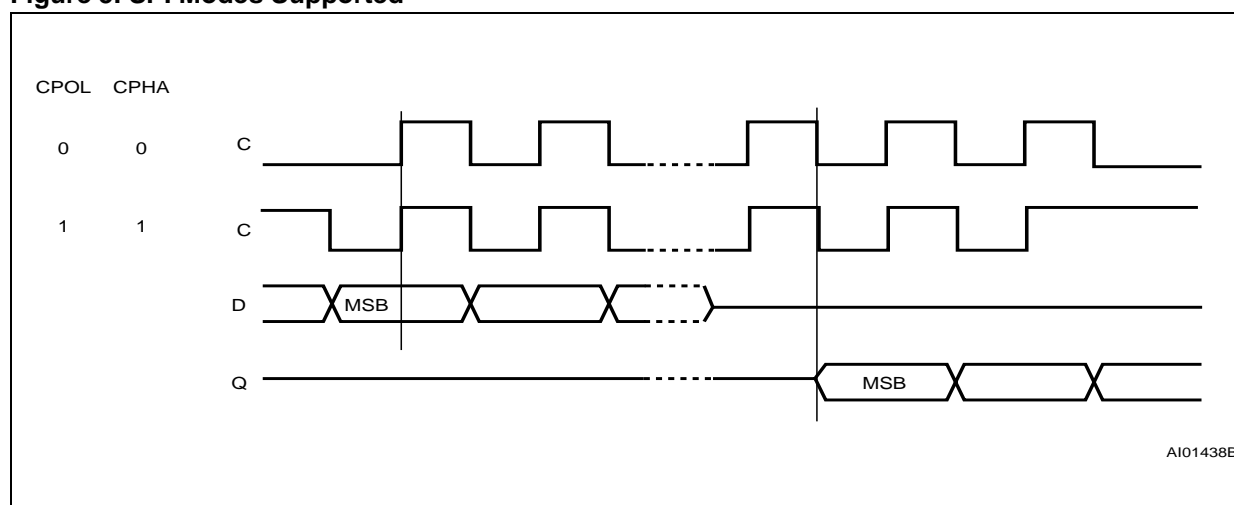 Figure 5. SPI Modes Supported
CPOL CPHA
0 0 C
1 1 C
D MSB
Q MSB
AI01438B